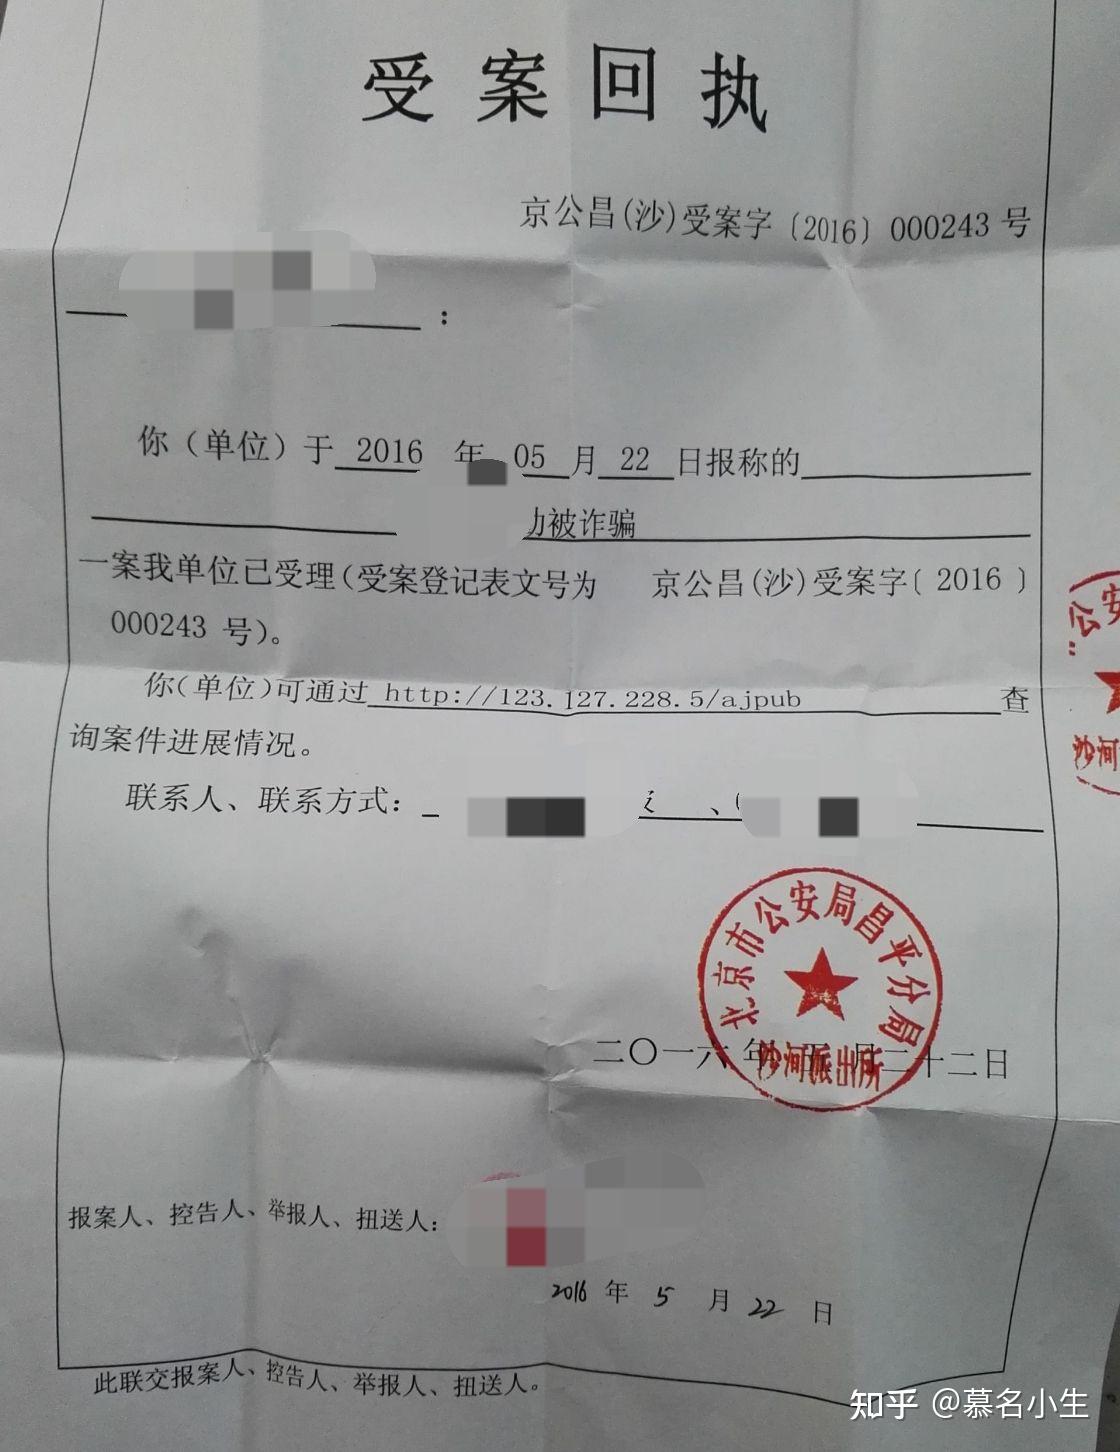 受案回执
京公昌(沙)受案字〔2016〕000243号
：
你（单位）于 2016 年 05 月 22 日报称的
被诈骗
一案我单位已受理(受案登记表文号为 京公昌(沙)受案字〔2016〕
000243 号)。
你(单位)可通过 http://123.127.228.5/ajpub 查
询案件进展情况。
联系人、联系方式：
、
北京市公安局昌平分局
沙河派出所
二〇一六年五月二十二日
公安
沙河
报案人、控告人、举报人、扭送人：
2016 年 5 月 22 日
此联交报案人、控告人、举报人、扭送人。
知乎 @慕名小生